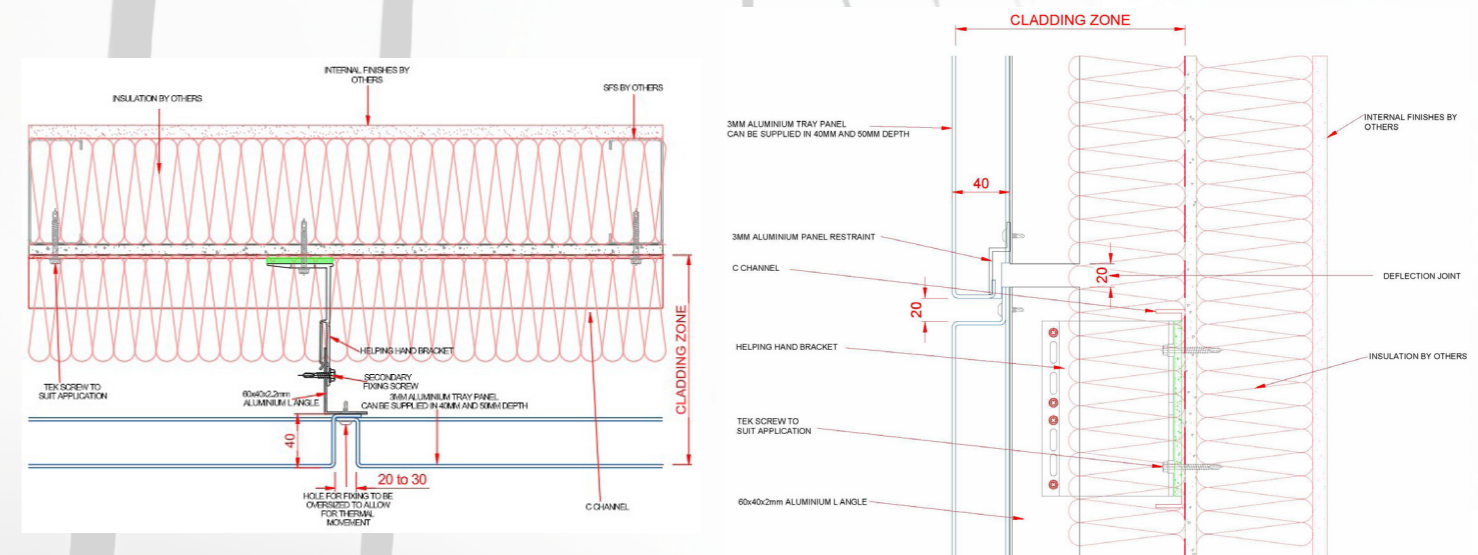 INTERNAL FINISHES BY
OTHERS
INSULATION BY OTHERS
SFS BY OTHERS
HELPING HAND BRACKET
SECONDARY
FIXING SCREW
TEK SCREW TO
SUIT APPLICATION
60x40x2.2mm
ALUMINIUM L ANGLE
3MM ALUMINIUM TRAY PANEL
CAN BE SUPPLIED IN 40MM AND 50MM DEPTH
CLADDING ZONE
40
20 to 30
HOLE FOR FIXING TO BE
OVERSIZED TO ALLOW
FOR THERMAL
MOVEMENT
C CHANNEL
CLADDING ZONE
3MM ALUMINIUM TRAY PANEL
CAN BE SUPPLIED IN 40MM AND 50MM DEPTH
INTERNAL FINISHES BY
OTHERS
40
3MM ALUMINIUM PANEL RESTRAINT
C CHANNEL
20
DEFLECTION JOINT
20
HELPING HAND BRACKET
INSULATION BY OTHERS
TEK SCREW TO
SUIT APPLICATION
60x40x2mm ALUMINIUM L ANGLE